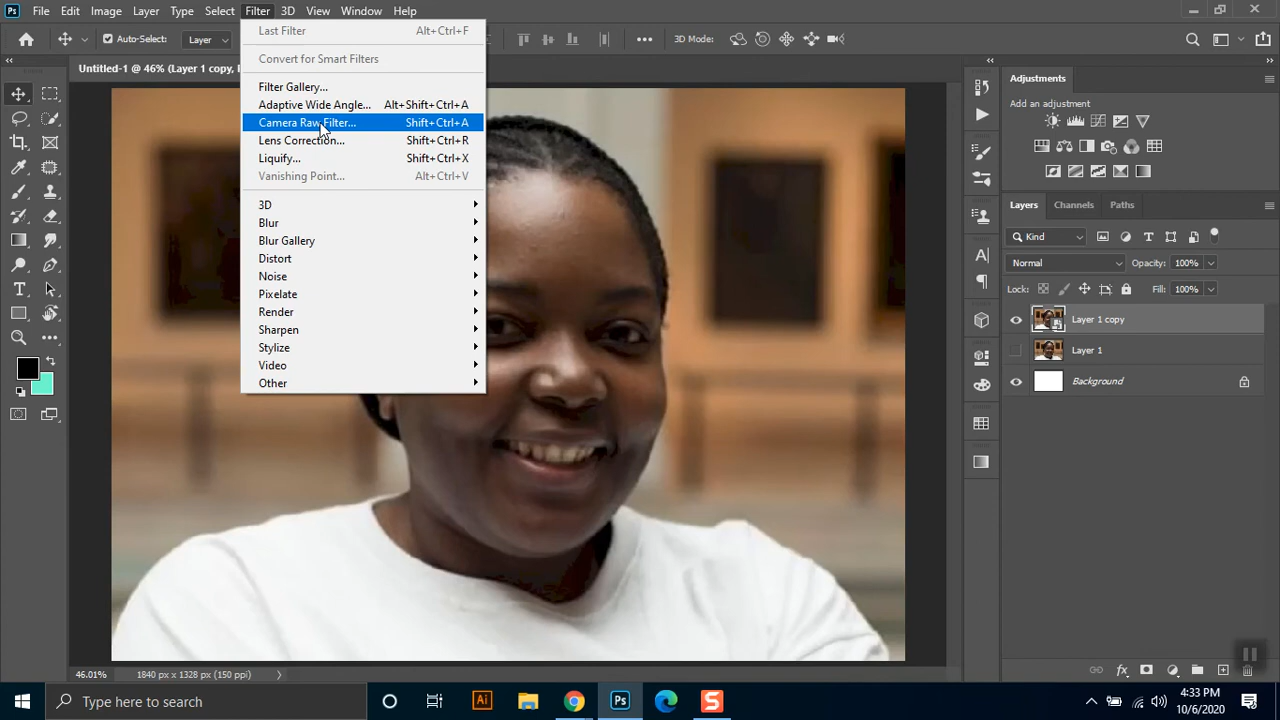 Ps File Edit Image Layer Type Select Filter 3D View Window Help
Auto-Select: Layer 3D Mode:
Untitled-1 @ 46% (Layer 1 copy,
Last Filter Alt+Ctrl+F
Convert for Smart Filters
Filter Gallery...
Adaptive Wide Angle... Alt+Shift+Ctrl+A
Camera Raw Filter... Shift+Ctrl+A
Lens Correction... Shift+Ctrl+R
Liquify... Shift+Ctrl+X
Vanishing Point... Alt+Ctrl+V
3D
Blur
Blur Gallery
Distort
Noise
Pixelate
Render
Sharpen
Stylize
Video
Other
Adjustments
Add an adjustment
Layers Channels Paths
Kind
Normal Opacity: 100%
Lock: Fill: 100%
Layer 1 copy
Layer 1
Background
46.01% 1840 px x 1328 px (150 ppi)
Type here to search
Ai Ps S
:33 PM
10/6/2020